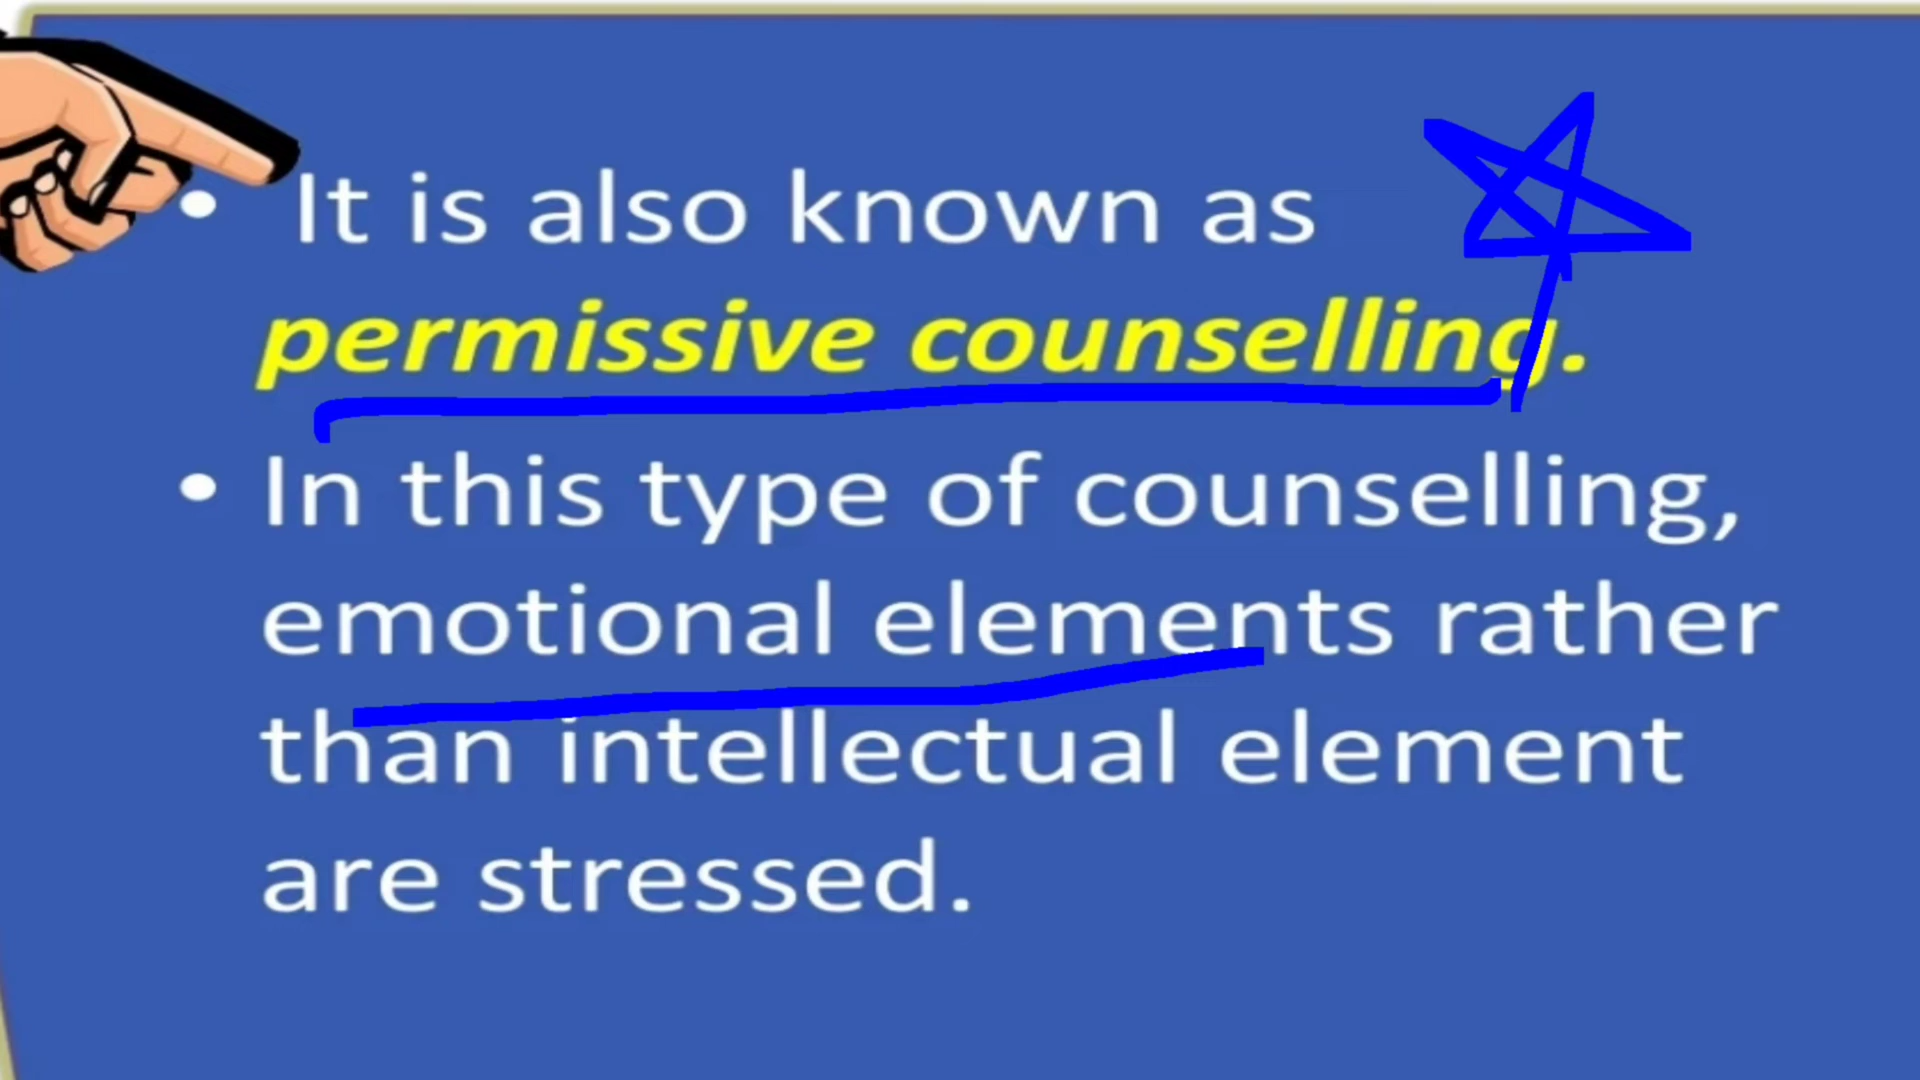 • It is also known as
permissive counselling.
• In this type of counselling,
emotional elements rather
than intellectual element
are stressed.